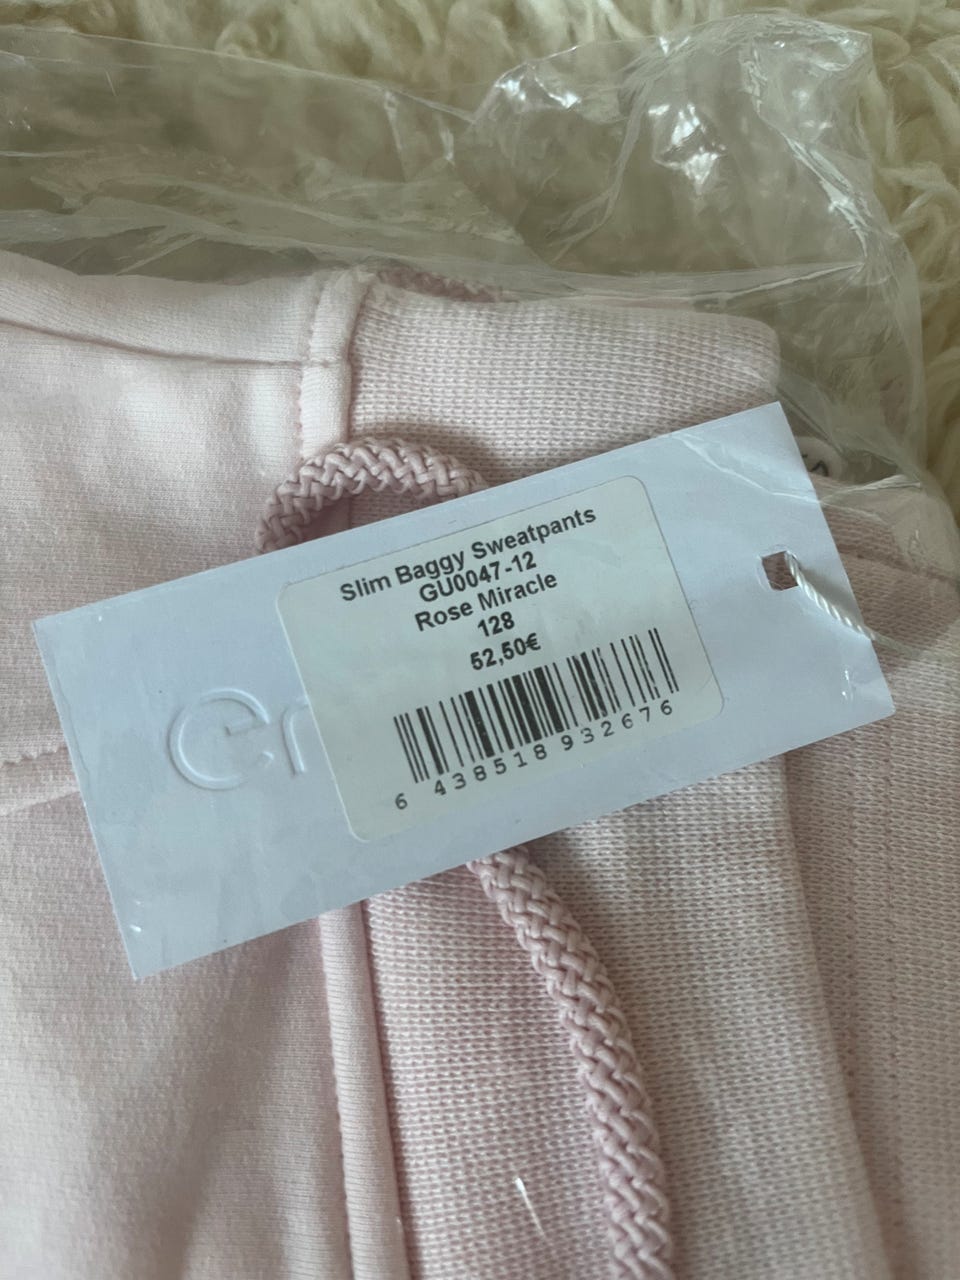 Slim Baggy Sweatpants
GU0047-12
Rose Miracle
128
52,50€
6 438518 932676